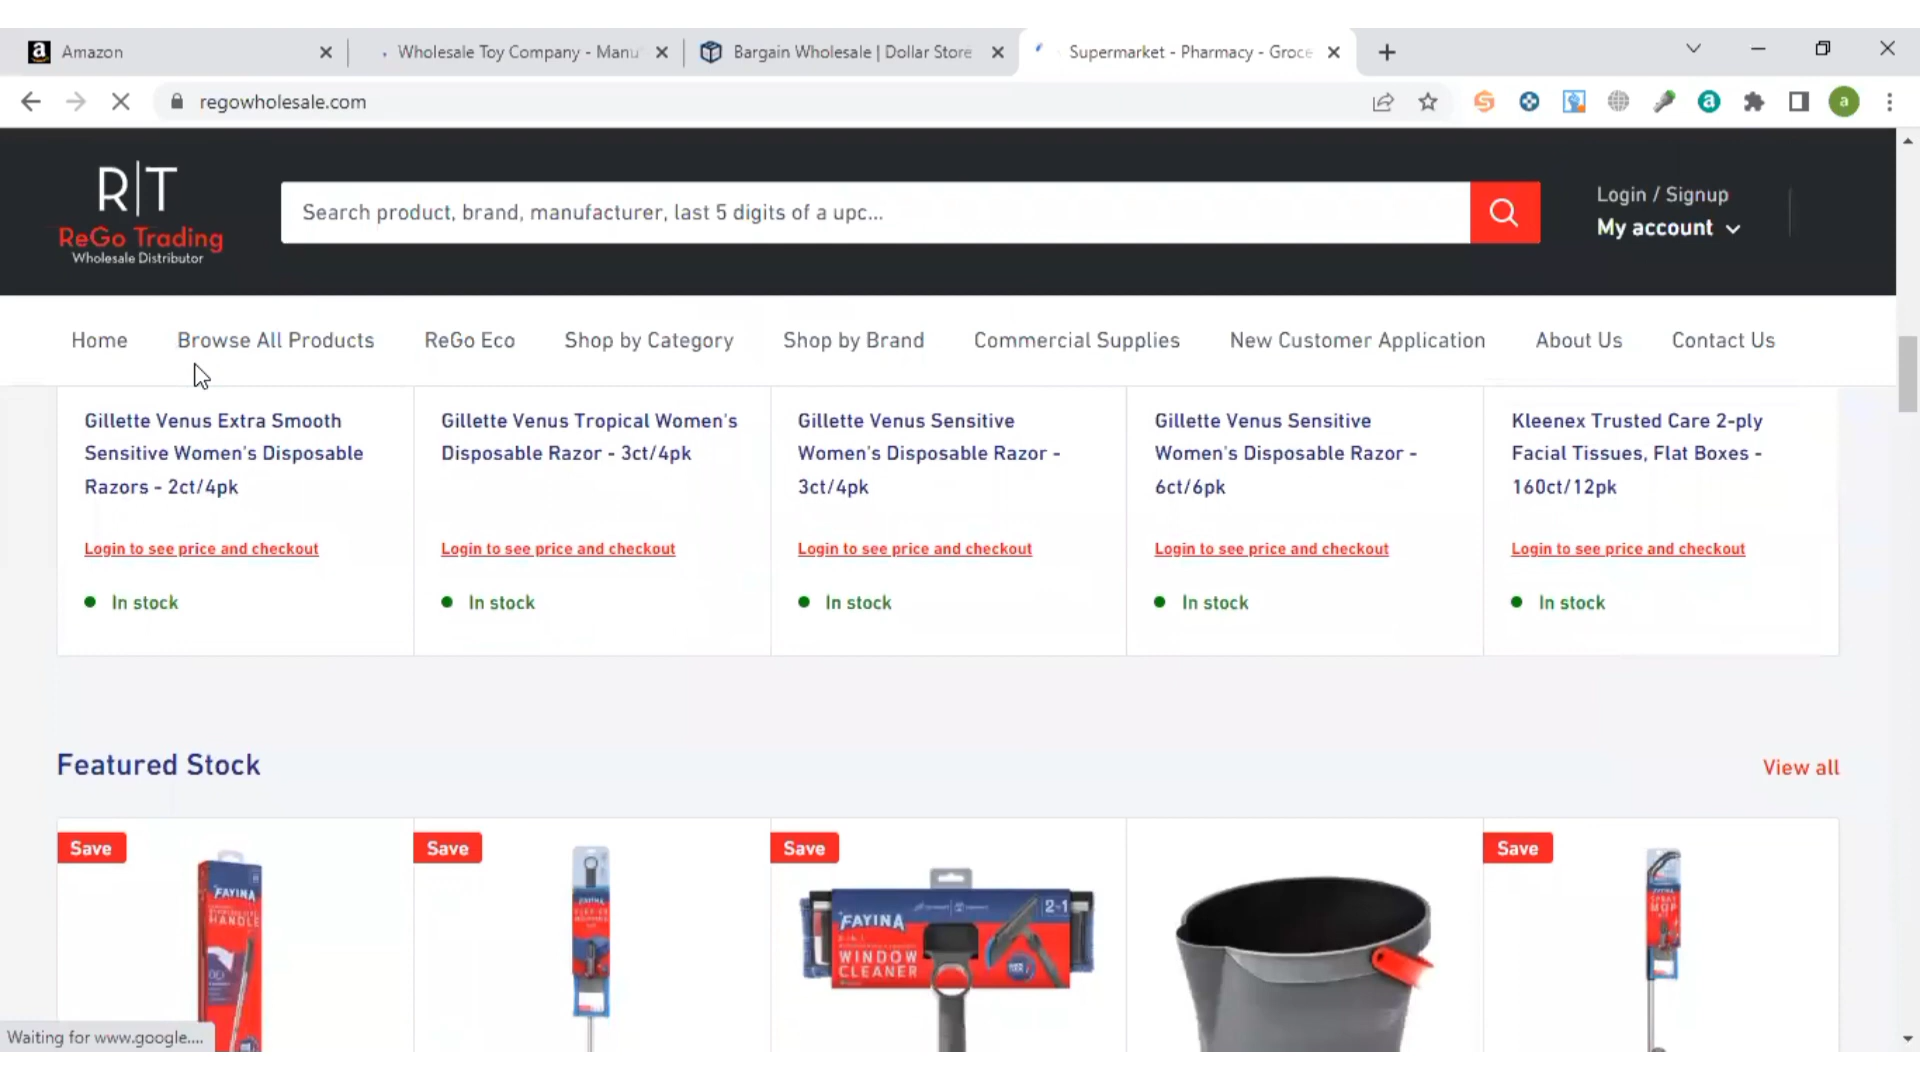 Amazon
Wholesale Toy Company - Manu
Bargain Wholesale | Dollar Store
Supermarket - Pharmacy - Groce
regowholesale.com
a
R|T
ReGo Trading
Wholesale Distributor
Search product, brand, manufacturer, last 5 digits of a upc...
Login / Signup
My account
Home
Browse All Products
ReGo Eco
Shop by Category
Shop by Brand
Commercial Supplies
New Customer Application
About Us
Contact Us
Gillette Venus Extra Smooth
Sensitive Women's Disposable
Razors - 2ct/4pk
Login to see price and checkout
In stock
Gillette Venus Tropical Women's
Disposable Razor - 3ct/4pk
Login to see price and checkout
In stock
Gillette Venus Sensitive
Women's Disposable Razor -
3ct/4pk
Login to see price and checkout
In stock
Gillette Venus Sensitive
Women's Disposable Razor -
6ct/6pk
Login to see price and checkout
In stock
Kleenex Trusted Care 2-ply
Facial Tissues, Flat Boxes -
160ct/12pk
Login to see price and checkout
In stock
Featured Stock
View all
Save
FAYINA
HANDLE
Save
FAYINA
Save
FAYINA
2-1
WINDOW
CLEANER
Save
FAYINA
SPRAY
MOP
Waiting for www.google....